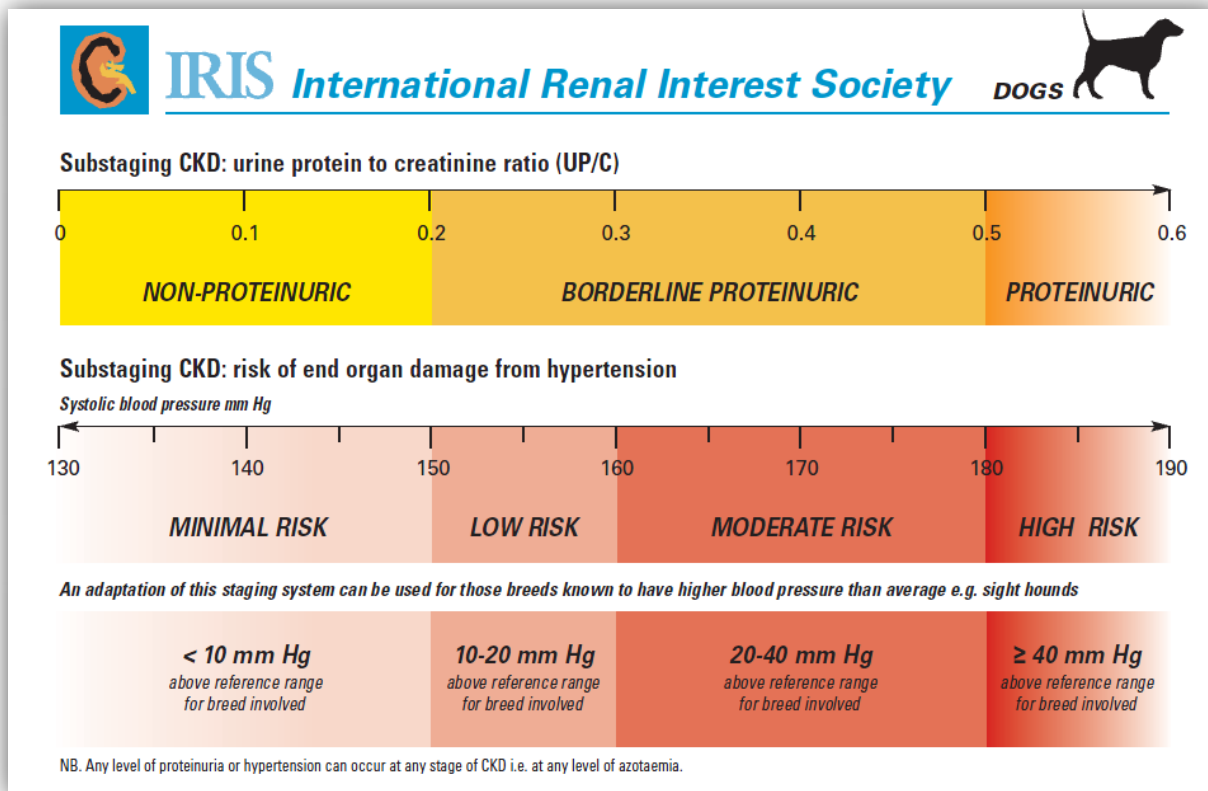 IRIS International Renal Interest Society DOGS
Substaging CKD: urine protein to creatinine ratio (UP/C)
0 0.1 0.2 0.3 0.4 0.5 0.6
NON-PROTEINURIC BORDERLINE PROTEINURIC PROTEINURIC
Substaging CKD: risk of end organ damage from hypertension
Systolic blood pressure mm Hg
130 140 150 160 170 180 190
MINIMAL RISK LOW RISK MODERATE RISK HIGH RISK
An adaptation of this staging system can be used for those breeds known to have higher blood pressure than average e.g. sight hounds
< 10 mm Hg 10-20 mm Hg 20-40 mm Hg ≥ 40 mm Hg
above reference range above reference range above reference range above reference range
for breed involved for breed involved for breed involved for breed involved
NB. Any level of proteinuria or hypertension can occur at any stage of CKD i.e. at any level of azotaemia.